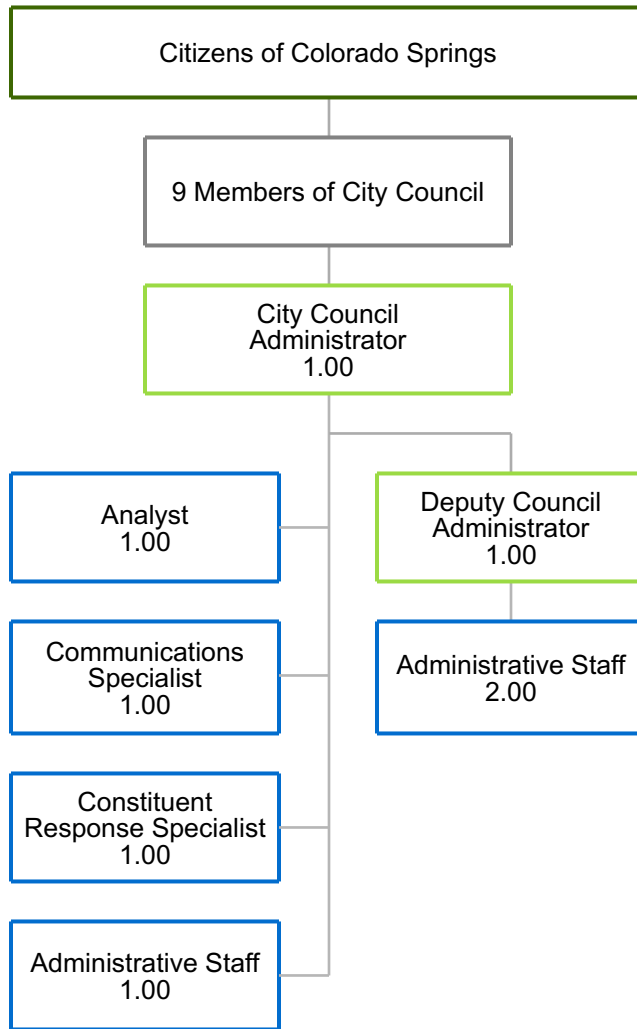 Citizens of Colorado Springs
9 Members of City Council
City Council
Administrator
1.00
Analyst
1.00
Deputy Council
Administrator
1.00
Communications
Specialist
1.00
Administrative Staff
2.00
Constituent
Response Specialist
1.00
Administrative Staff
1.00